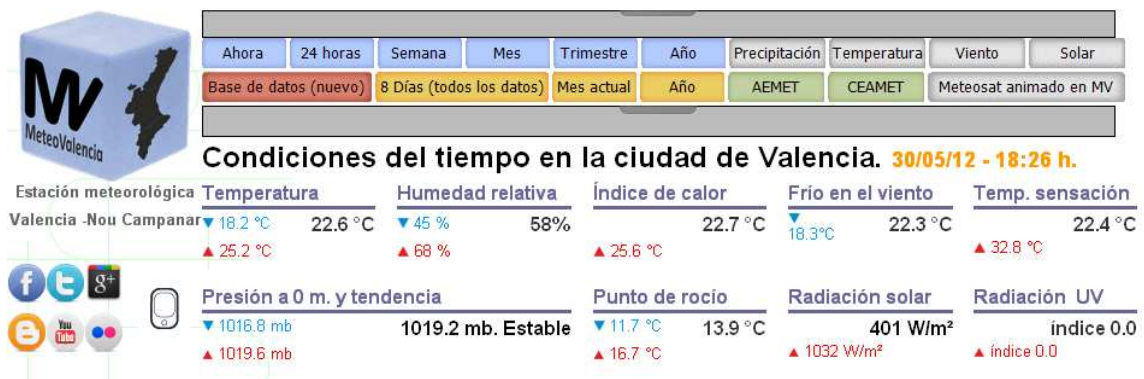 MV
MeteoValencia
Ahora 24 horas Semana Mes Trimestre Año Precipitación Temperatura Viento Solar
Base de datos (nuevo) 8 Días (todos los datos) Mes actual Año AEMET CEAMET Meteosat animado en MV
Condiciones del tiempo en la ciudad de Valencia. 30/05/12 - 18:26 h.
Estación meteorológica
Valencia -Nou Campanar
Temperatura Humedad relativa Índice de calor Frío en el viento Temp. sensación
▼ 18.2 °C 22.6 °C ▼ 45 % 58% 22.7 °C ▼ 18.3°C 22.3 °C 22.4 °C
▲ 25.2 °C ▲ 68 % ▲ 25.6 °C ▲ 32.8 °C
f t g+
You Tube
Presión a 0 m. y tendencia Punto de rocío Radiación solar Radiación UV
▼ 1016.8 mb 1019.2 mb. Estable ▼ 11.7 °C 13.9 °C 401 W/m² índice 0.0
▲ 1019.6 mb ▲ 16.7 °C ▲ 1032 W/m² ▲ índice 0.0